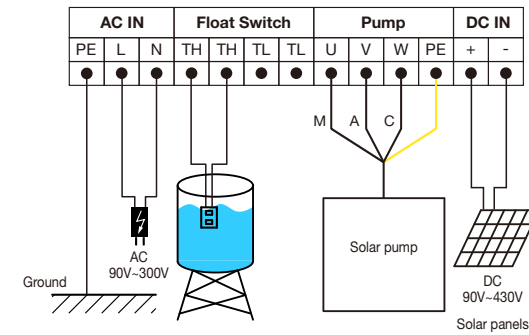 AC IN Float Switch Pump DC IN
PE L N TH TH TL TL U V W PE + -
M A C
AC
90V~300V
Ground
Solar pump
DC
90V~430V
Solar panels